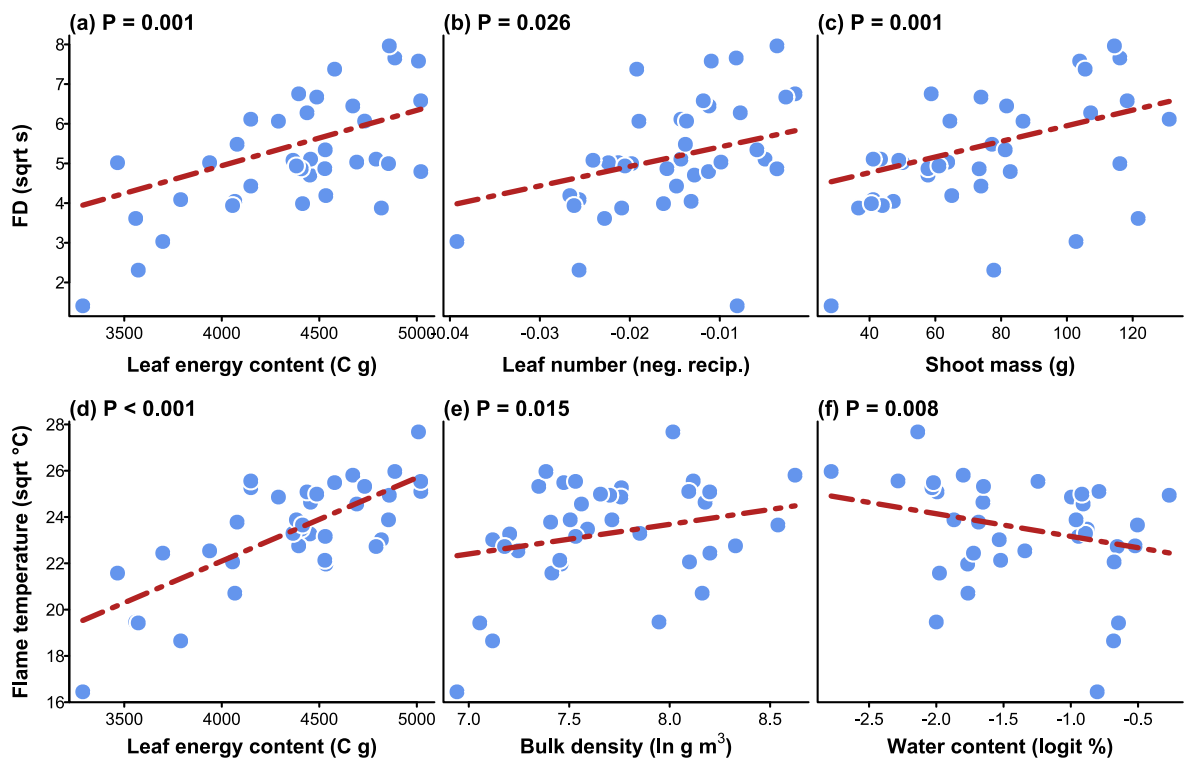 (a) P = 0.001
(b) P = 0.026
(c) P = 0.001
8
7
6
5
4
3
2
FD (sqrt s)
3500 4000 4500 5000
-0.04 -0.03 -0.02 -0.01
40 60 80 100 120
Leaf energy content (C g)
Leaf number (neg. recip.)
Shoot mass (g)
(d) P < 0.001
(e) P = 0.015
(f) P = 0.008
28
26
24
22
20
18
16
Flame temperature (sqrt °C)
3500 4000 4500 5000
7.0 7.5 8.0 8.5
-2.5 -2.0 -1.5 -1.0 -0.5
Leaf energy content (C g)
Bulk density (ln g m³)
Water content (logit %)